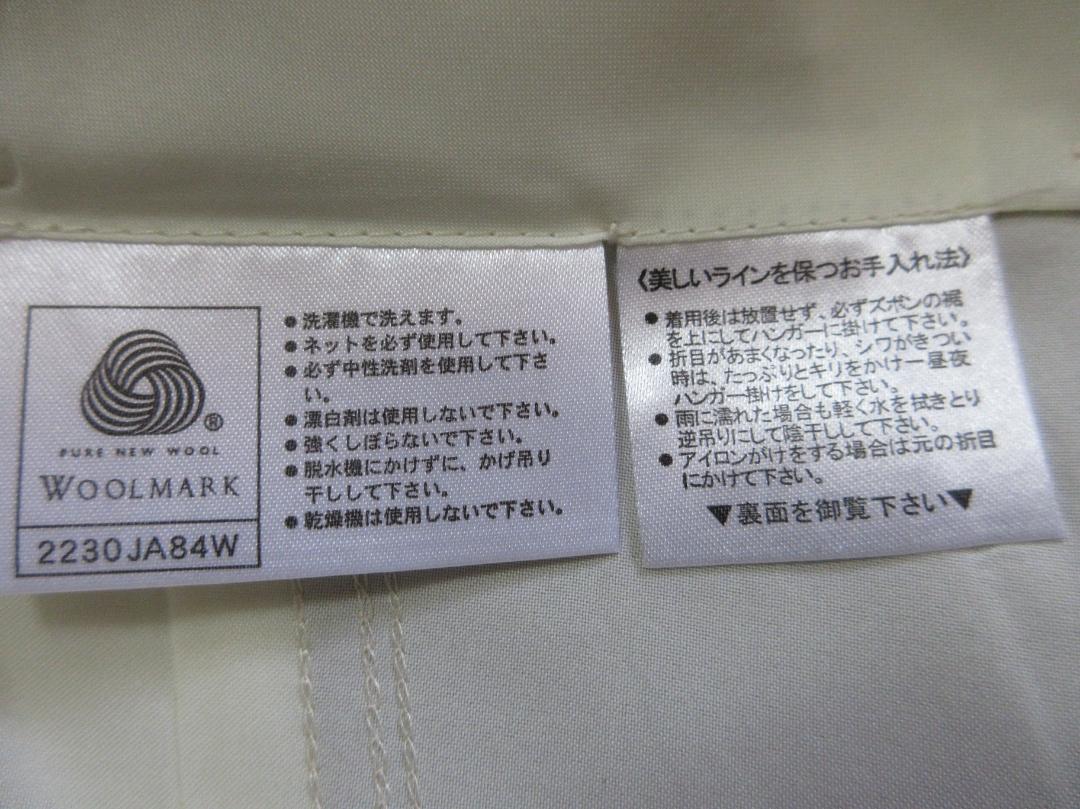 ®
PURE NEW WOOL
WOOLMARK
2230JA84W
●洗濯機で洗えます。
●ネットを必ず使用して下さい。
●必ず中性洗剤を使用して下さ
い。
●漂白剤は使用しないで下さい。
●強くしぼらないで下さい。
●脱水機にかけずに、かげ吊り
干しして下さい。
●乾燥機は使用しないで下さい。
《美しいラインを保つお手入れ法》
●着用後は放置せず、必ずズボンの裾
を上にしてハンガーに掛けて下さい。
●折目があまくなったり、シワがきつい
時は、たっぷりとキリをかけ一昼夜
ハンガー掛けをして下さい。
●雨に濡れた場合も軽く水を拭きとり
逆吊りにして陰干しして下さい。
●アイロンがけをする場合は元の折目
にかけて下さい。
▼裏面を御覧下さい▼